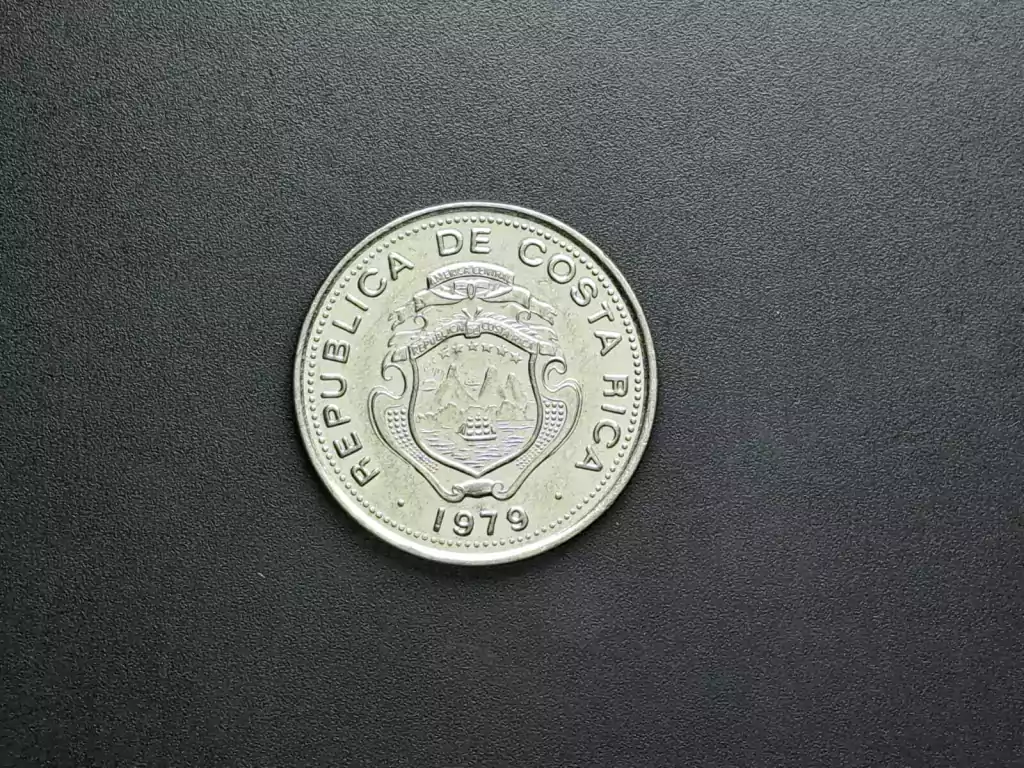 REPUBLICA DE COSTA RICA
AMERICA CENTRAL
REPUBLICA DE COSTA RICA
· 1979 ·